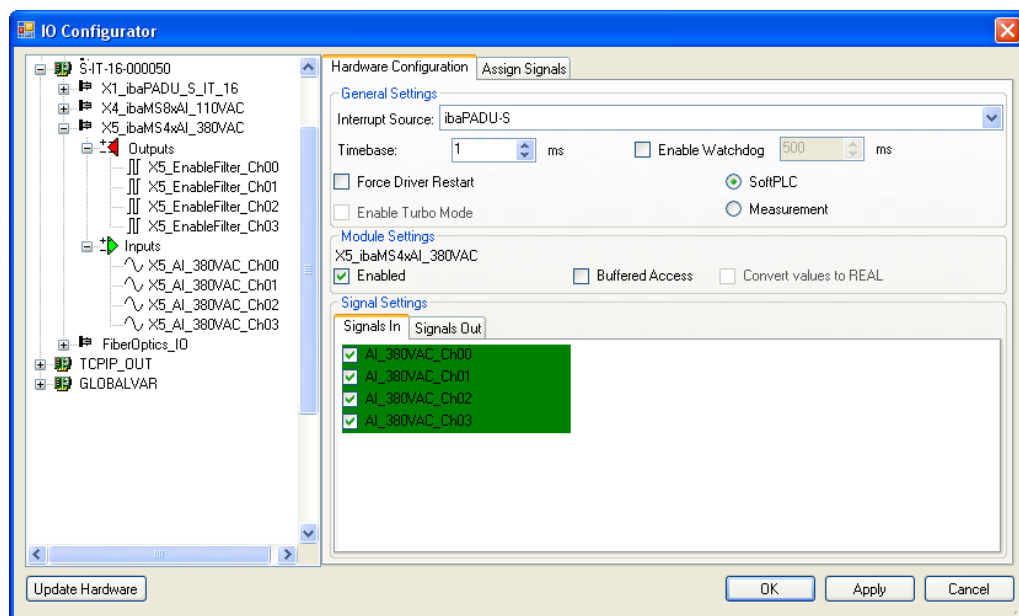 IO Configurator
S-IT-16-000050
X1_ibaPADU_S_IT_16
X4_ibaMS8xAI_110VAC
X5_ibaMS4xAI_380VAC
Outputs
X5_EnableFilter_Ch00
X5_EnableFilter_Ch01
X5_EnableFilter_Ch02
X5_EnableFilter_Ch03
Inputs
X5_AI_380VAC_Ch00
X5_AI_380VAC_Ch01
X5_AI_380VAC_Ch02
X5_AI_380VAC_Ch03
FiberOptics_IO
TCPIP_OUT
GLOBALVAR
Hardware Configuration Assign Signals
General Settings
Interrupt Source: ibaPADU-S
Timebase: 1 ms Enable Watchdog 500 ms
Force Driver Restart SoftPLC
Enable Turbo Mode Measurement
Module Settings
X5_ibaMS4xAI_380VAC
Enabled Buffered Access Convert values to REAL
Signal Settings
Signals In Signals Out
AI_380VAC_Ch00
AI_380VAC_Ch01
AI_380VAC_Ch02
AI_380VAC_Ch03
Update Hardware OK Apply Cancel